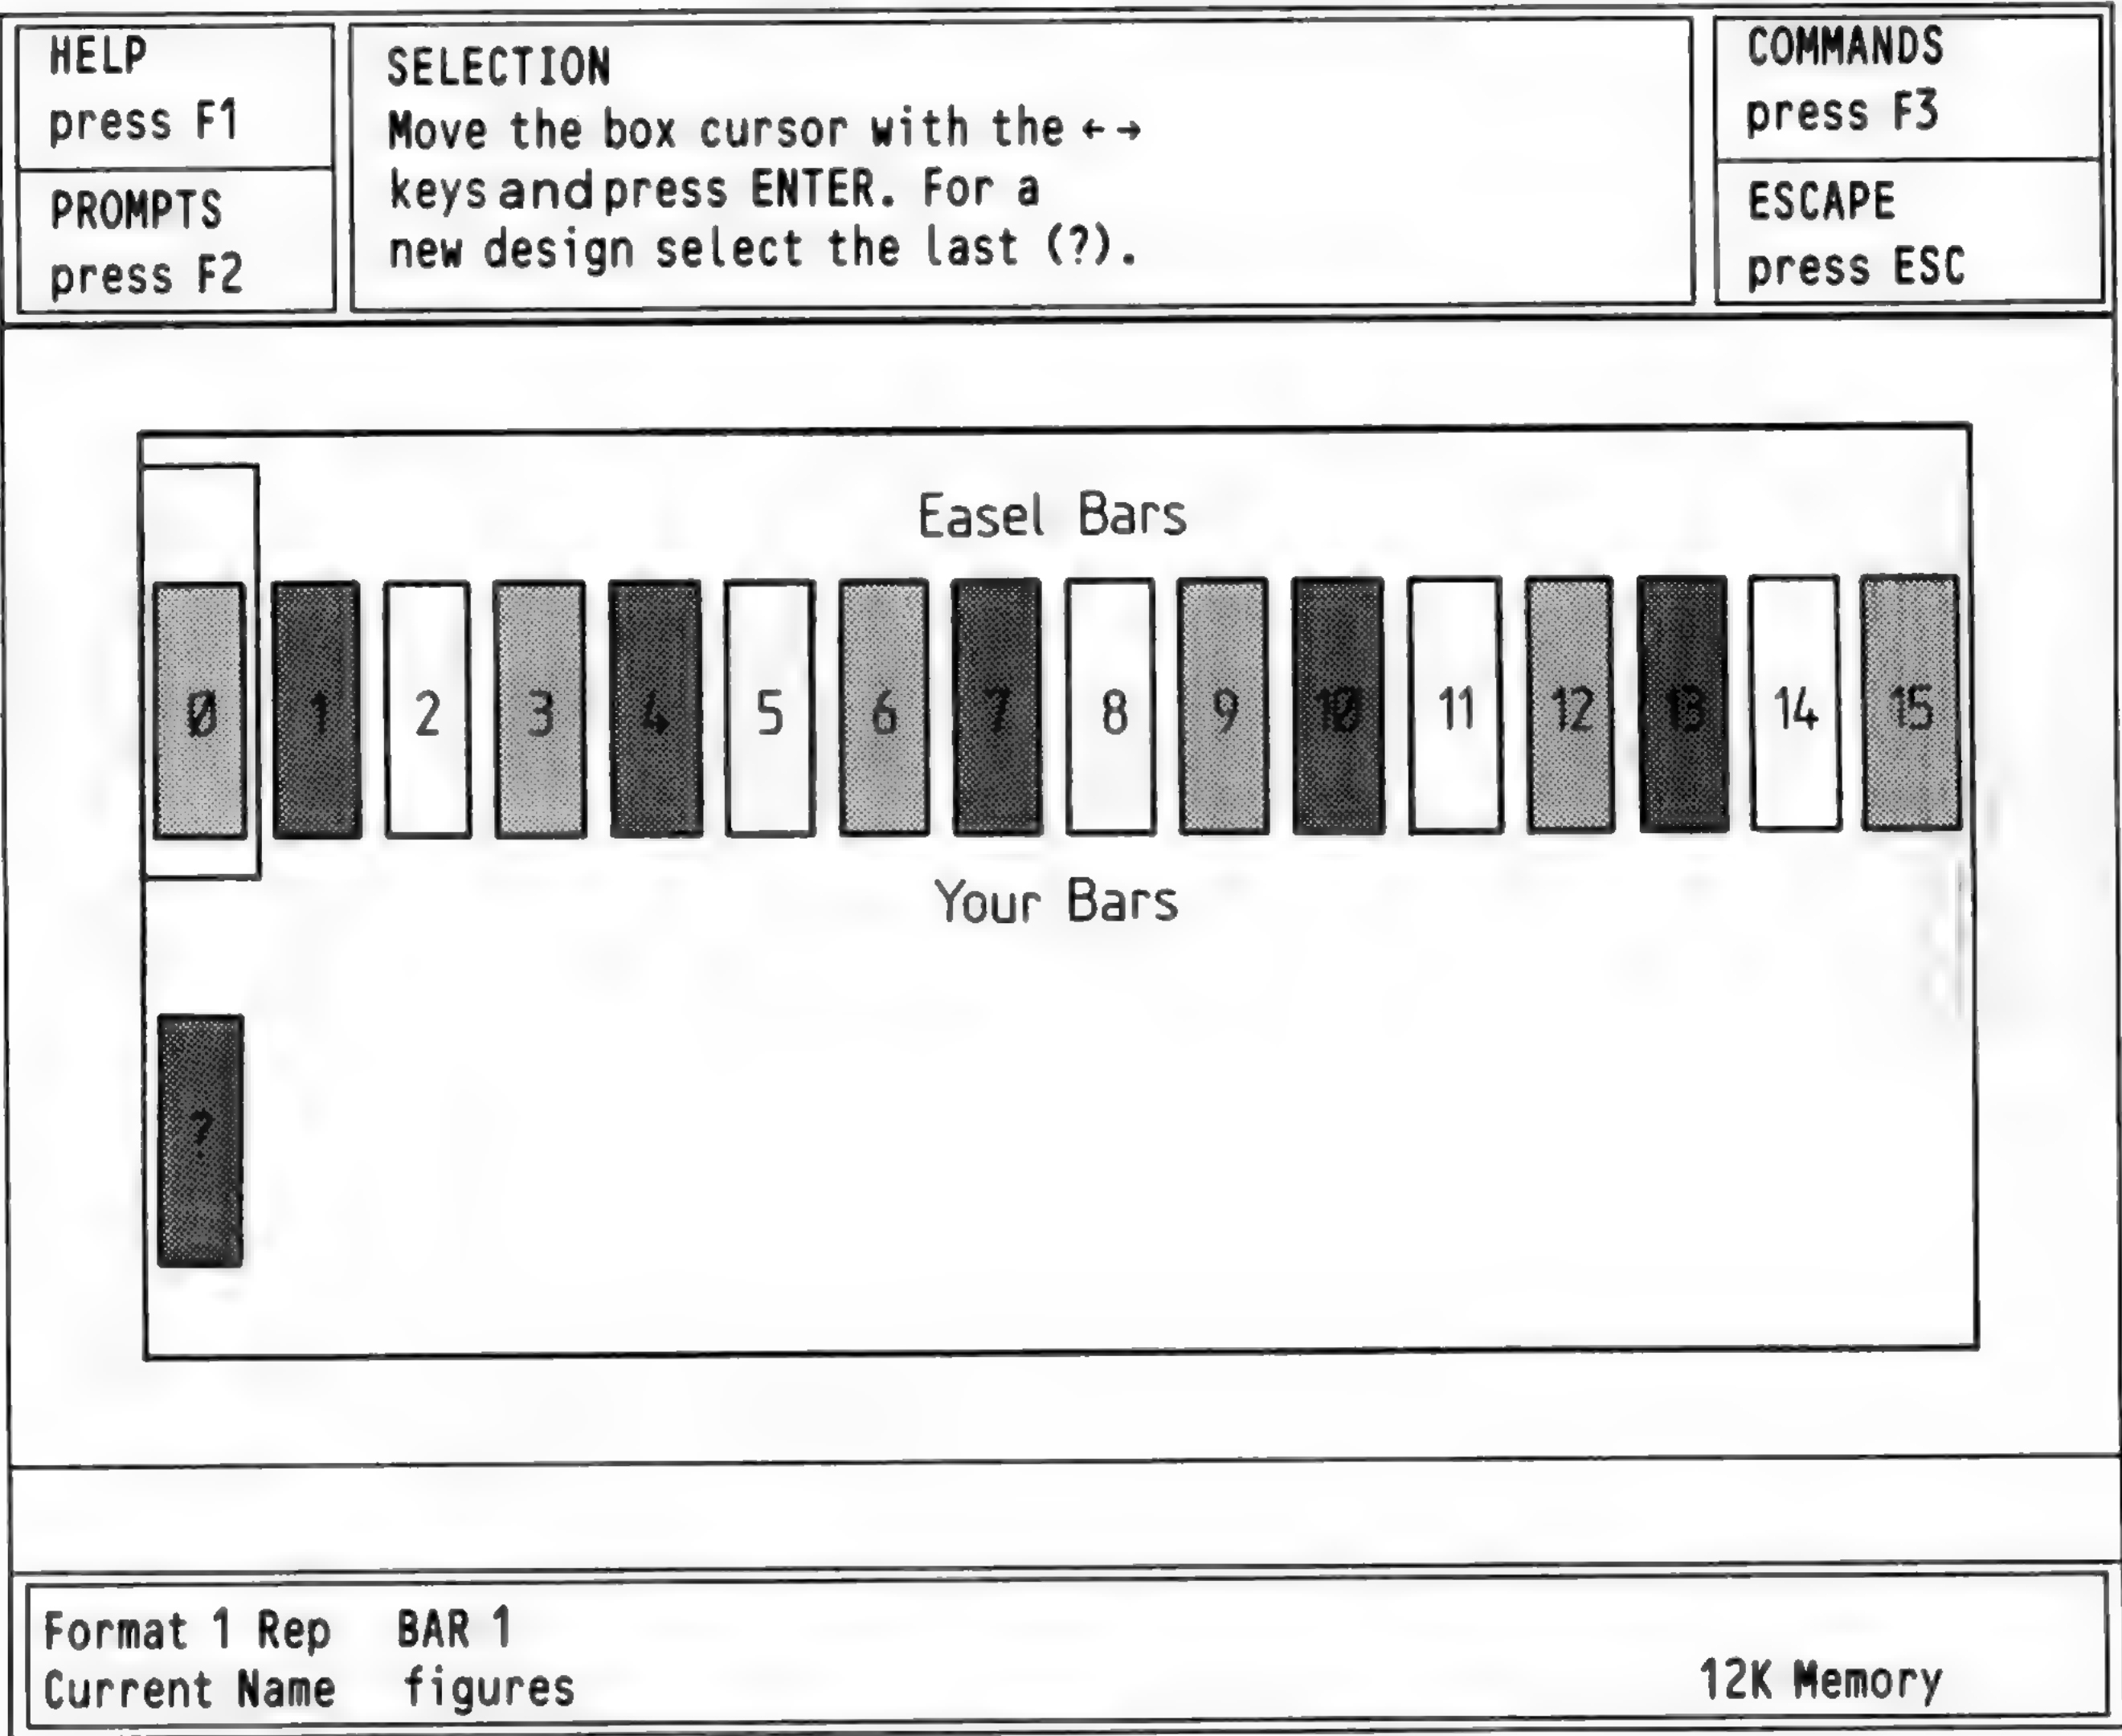 HELP
press F1
PROMPTS
press F2
SELECTION
Move the box cursor with the ←→
keys and press ENTER. For a
new design select the last (?).
COMMANDS
press F3
ESCAPE
press ESC
Easel Bars
0 1 2 3 4 5 6 7 8 9 10 11 12 13 14 15
Your Bars
?
Format 1 Rep BAR 1
Current Name figures
12K Memory